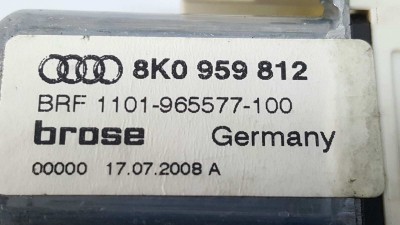 8K0 959 812
BRF 1101-965577-100
brose Germany
00000 17.07.2008 A